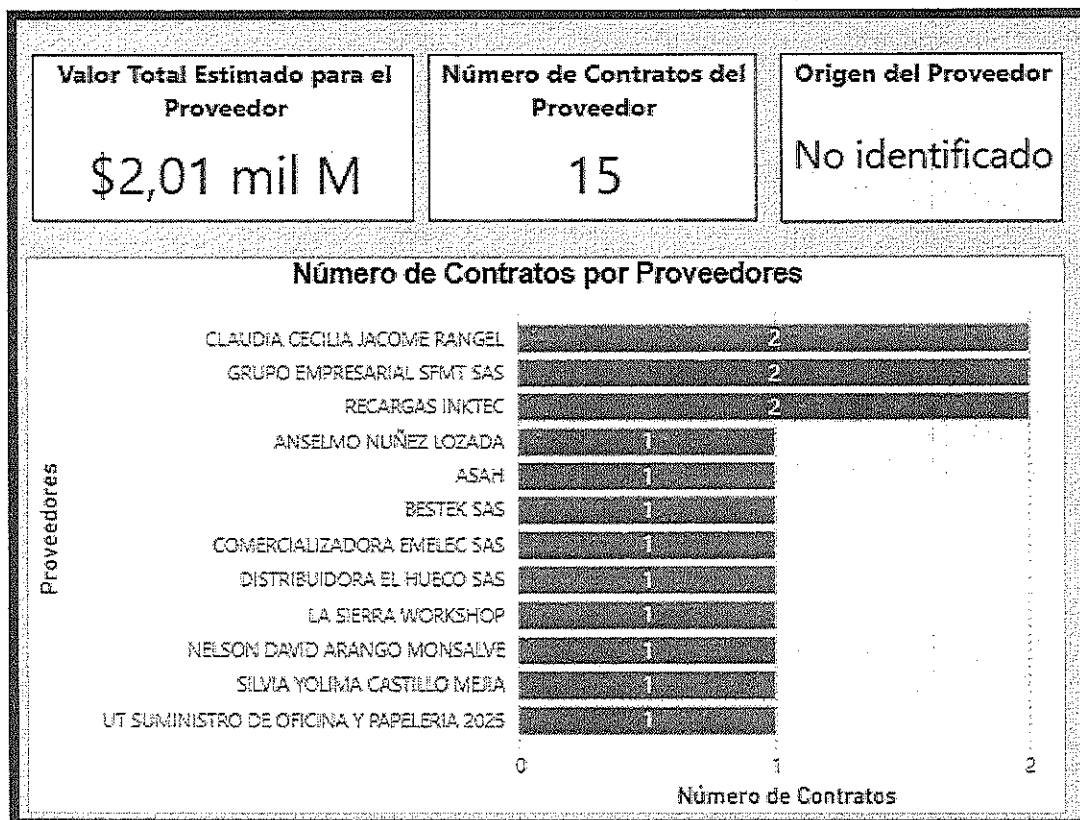 Valor Total Estimado para el
Proveedor
$2,01 mil M
Número de Contratos del
Proveedor
15
Origen del Proveedor
No identificado
Número de Contratos por Proveedores
Proveedores
CLAUDIA CECILIA JACOME RANGEL
2
GRUPO EMPRESARIAL SFMT SAS
2
RECARGAS INKTEC
2
ANSELMO NUÑEZ LOZADA
1
ASAH
1
BESTEK SAS
1
COMERCIALIZADORA EMELEC SAS
1
DISTRIBUIDORA EL HUECO SAS
1
LA SIERRA WORKSHOP
1
NELSON DAVID ARANGO MONSALVE
1
SILVIA YOLIMA CASTILLO MEJIA
1
UT SUMINISTRO DE OFICINA Y PAPELERIA 2025
1
0 1 2
Número de Contratos